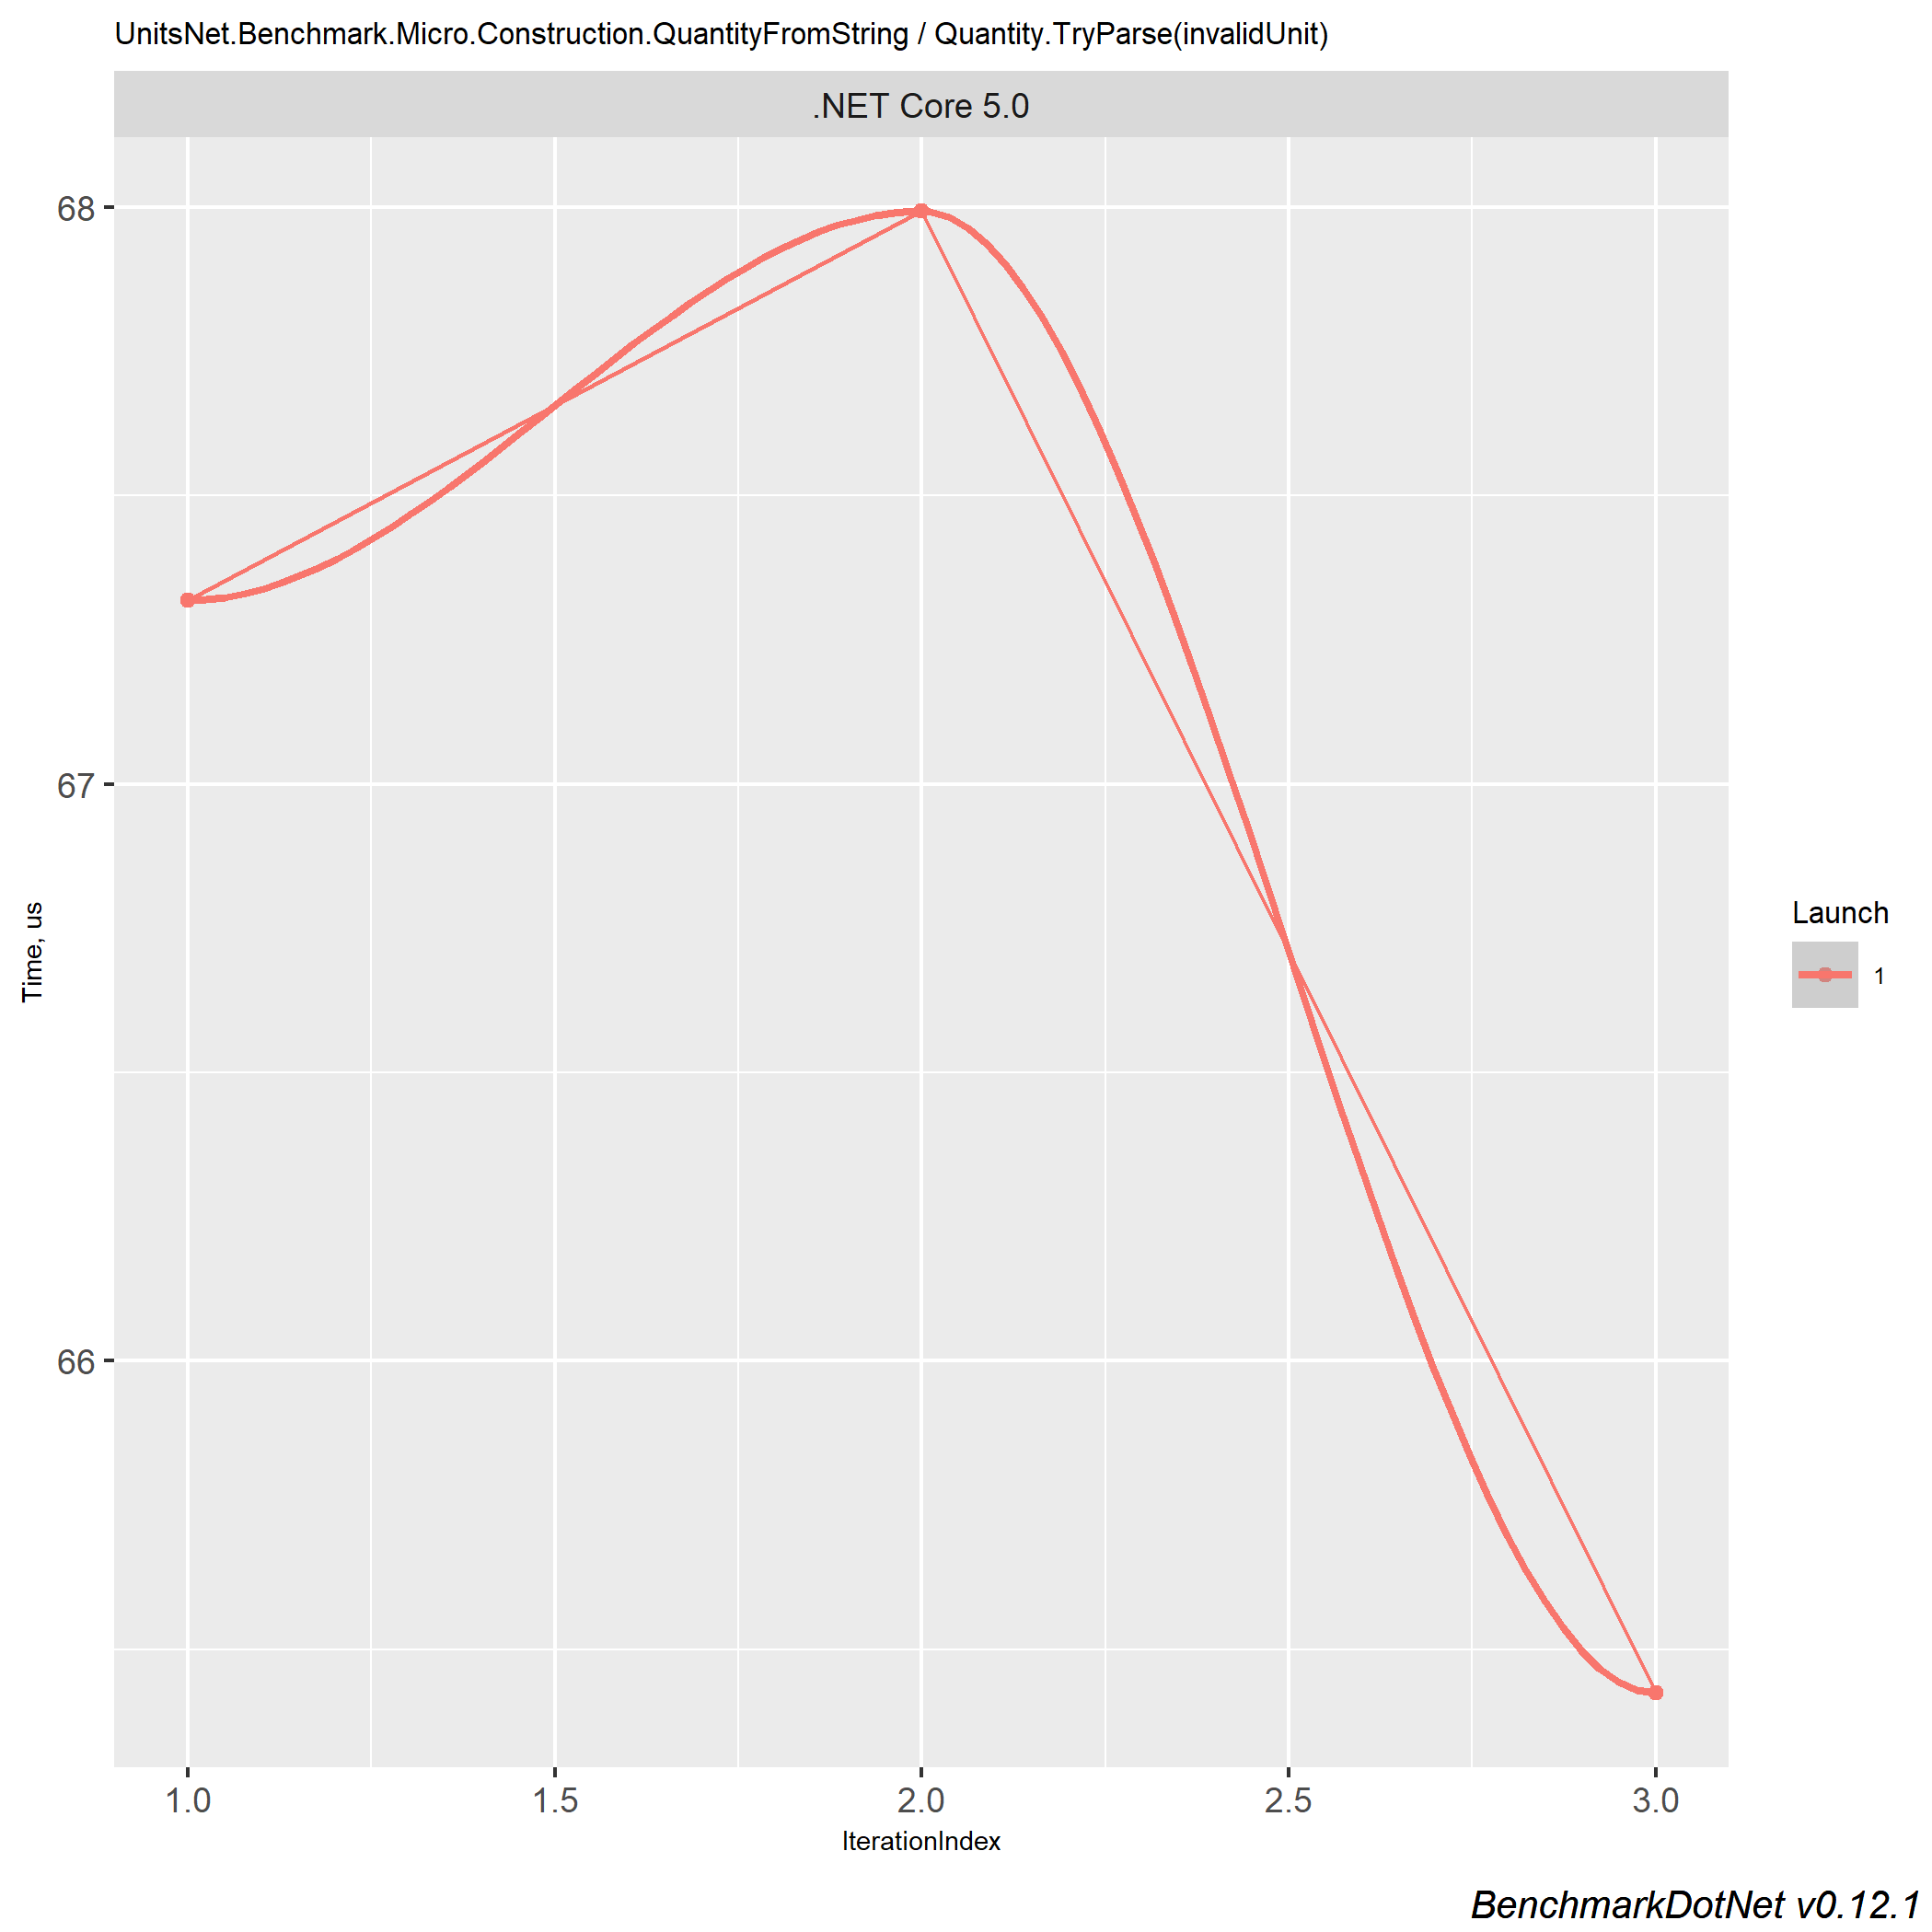 UnitsNet.Benchmark.Micro.Construction.QuantityFromString / Quantity.TryParse(invalidUnit)
.NET Core 5.0
68
67
66
Time, us
1.0 1.5 2.0 2.5 3.0
IterationIndex
Launch
1
BenchmarkDotNet v0.12.1